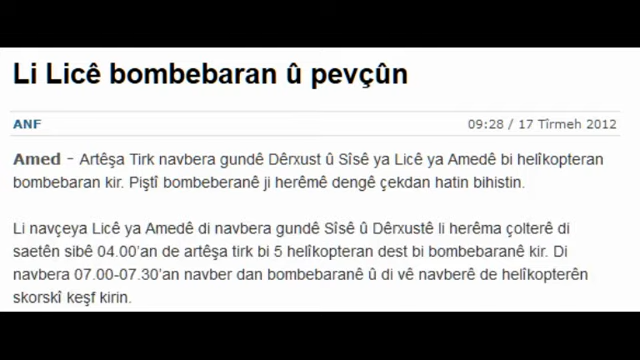 Li Licê bombebaran û pevçûn
ANF
09:28 / 17 Tîrmeh 2012
Amed – Artêşa Tirk navbera gundê Dêrxust û Sîsê ya Licê ya Amedê bi helîkopteran
bombebaran kir. Piştî bombeberanê ji herêmê dengê çekdan hatin bihistin.
Li navçeya Licê ya Amedê di navbera gundê Sîsê û Dêrxustê li herêma çolterê di
saetên sibê 04.00'an de artêşa tirk bi 5 helîkopteran dest bi bombebaranê kir. Di
navbera 07.00-07.30'an navber dan bombebaranê û di vê navberê de helîkopterên
skorskî keşf kirin.